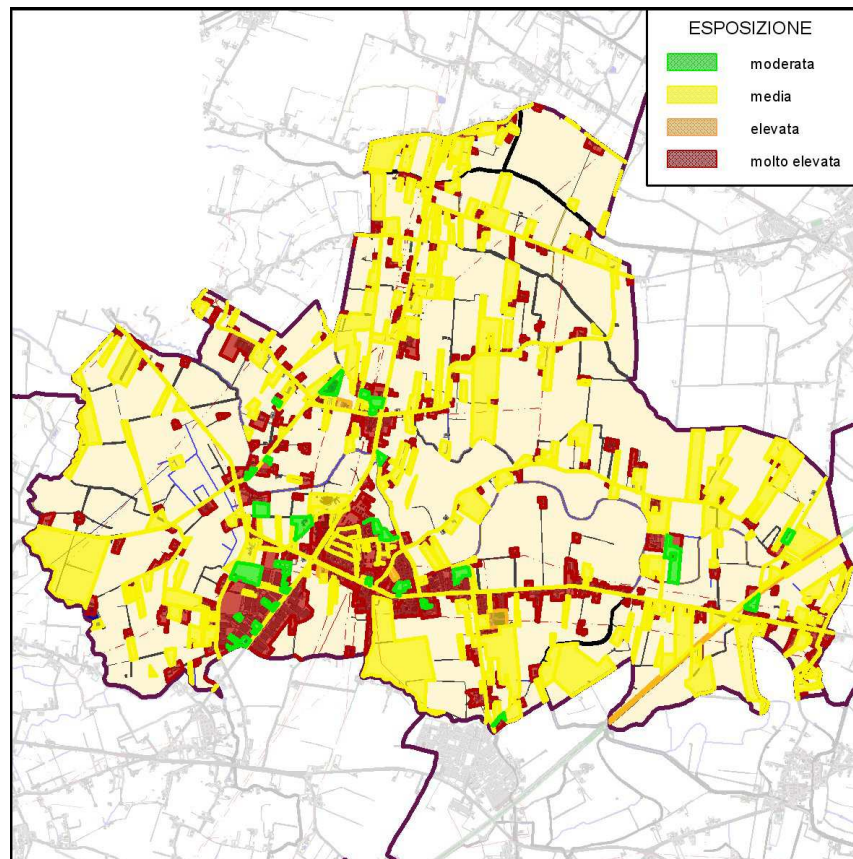 ESPOSIZIONE
moderata
media
elevata
molto elevata